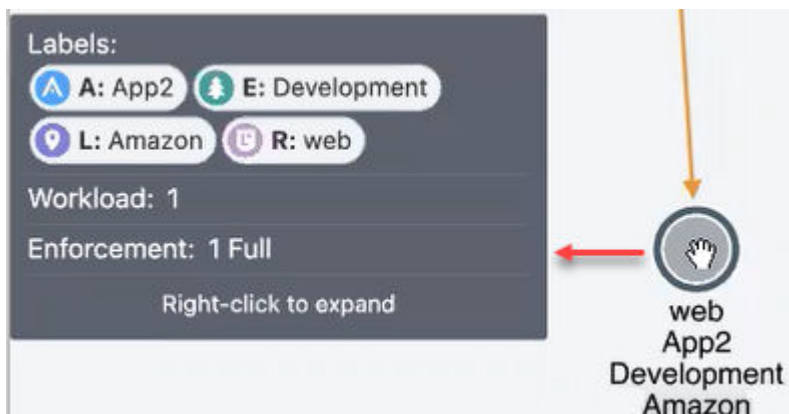 Labels:
A: App2 E: Development
L: Amazon R: web
Workload: 1
Enforcement: 1 Full
Right-click to expand
web
App2
Development
Amazon